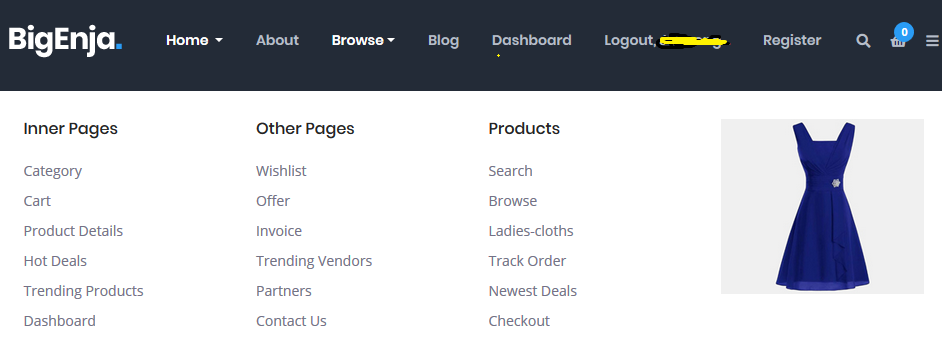 BigEnja.
Home About Browse Blog Dashboard Logout, Register 0
Inner Pages Other Pages Products
Category Wishlist Search
Cart Offer Browse
Product Details Invoice Ladies-cloths
Hot Deals Trending Vendors Track Order
Trending Products Partners Newest Deals
Dashboard Contact Us Checkout